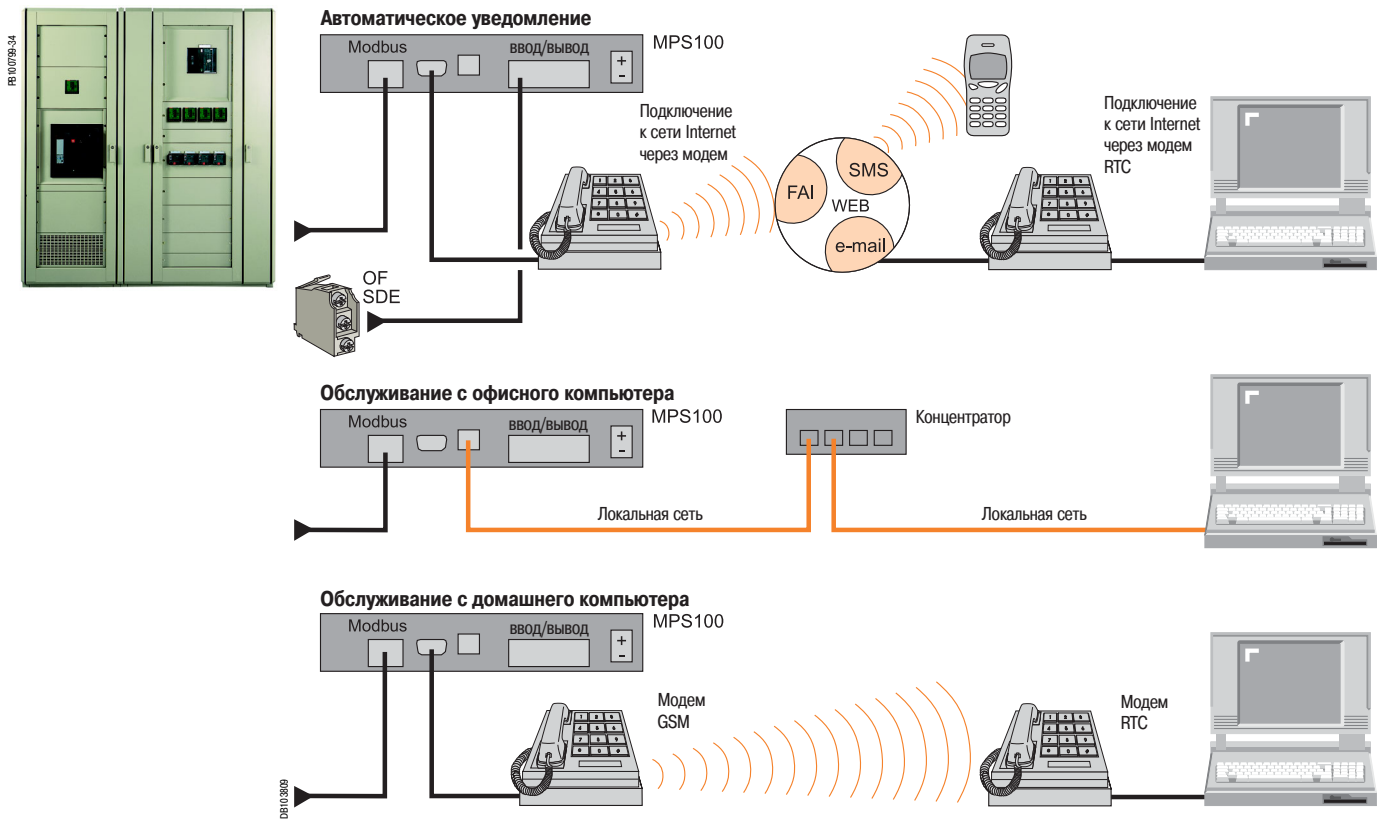 PB100799-34
Автоматическое уведомление
Modbus
ввод/вывод
+
-
MPS100
Подключение
к сети Internet
через модем
FAI
SMS
WEB
e-mail
Подключение
к сети Internet
через модем
RTC
OF
SDE
Обслуживание с офисного компьютера
Modbus
ввод/вывод
+
-
MPS100
Концентратор
Локальная сеть
Локальная сеть
Обслуживание с домашнего компьютера
Modbus
ввод/вывод
+
-
MPS100
Модем
GSM
Модем
RTC
DB103809